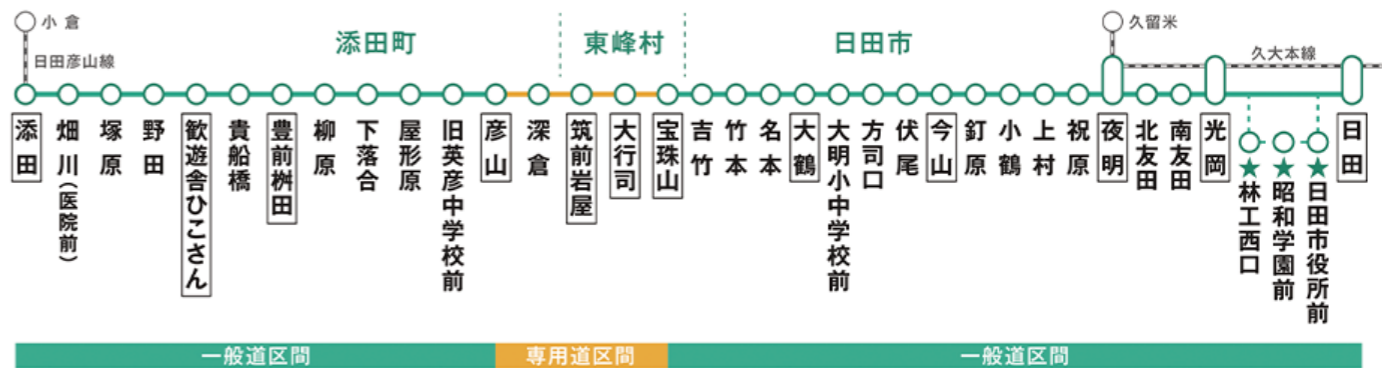 小倉
日田彦山線
添田町
東峰村
日田市
久留米
久大本線
添田
畑川(医院前)
塚原
野田
歓遊舎ひこさん
貴船橋
豊前桝田
柳原
下落合
屋形原
旧英彦中学校前
彦山
深倉
筑前岩屋
大行司
宝珠山
吉竹
竹本
名本
大鶴
大明小中学校前
方司口
伏尾
今山
釘原
小鶴
上村
祝原
夜明
北友田
南友田
光岡
★林工西口
★昭和学園前
★日田市役所前
日田
一般道区間
専用道区間
一般道区間